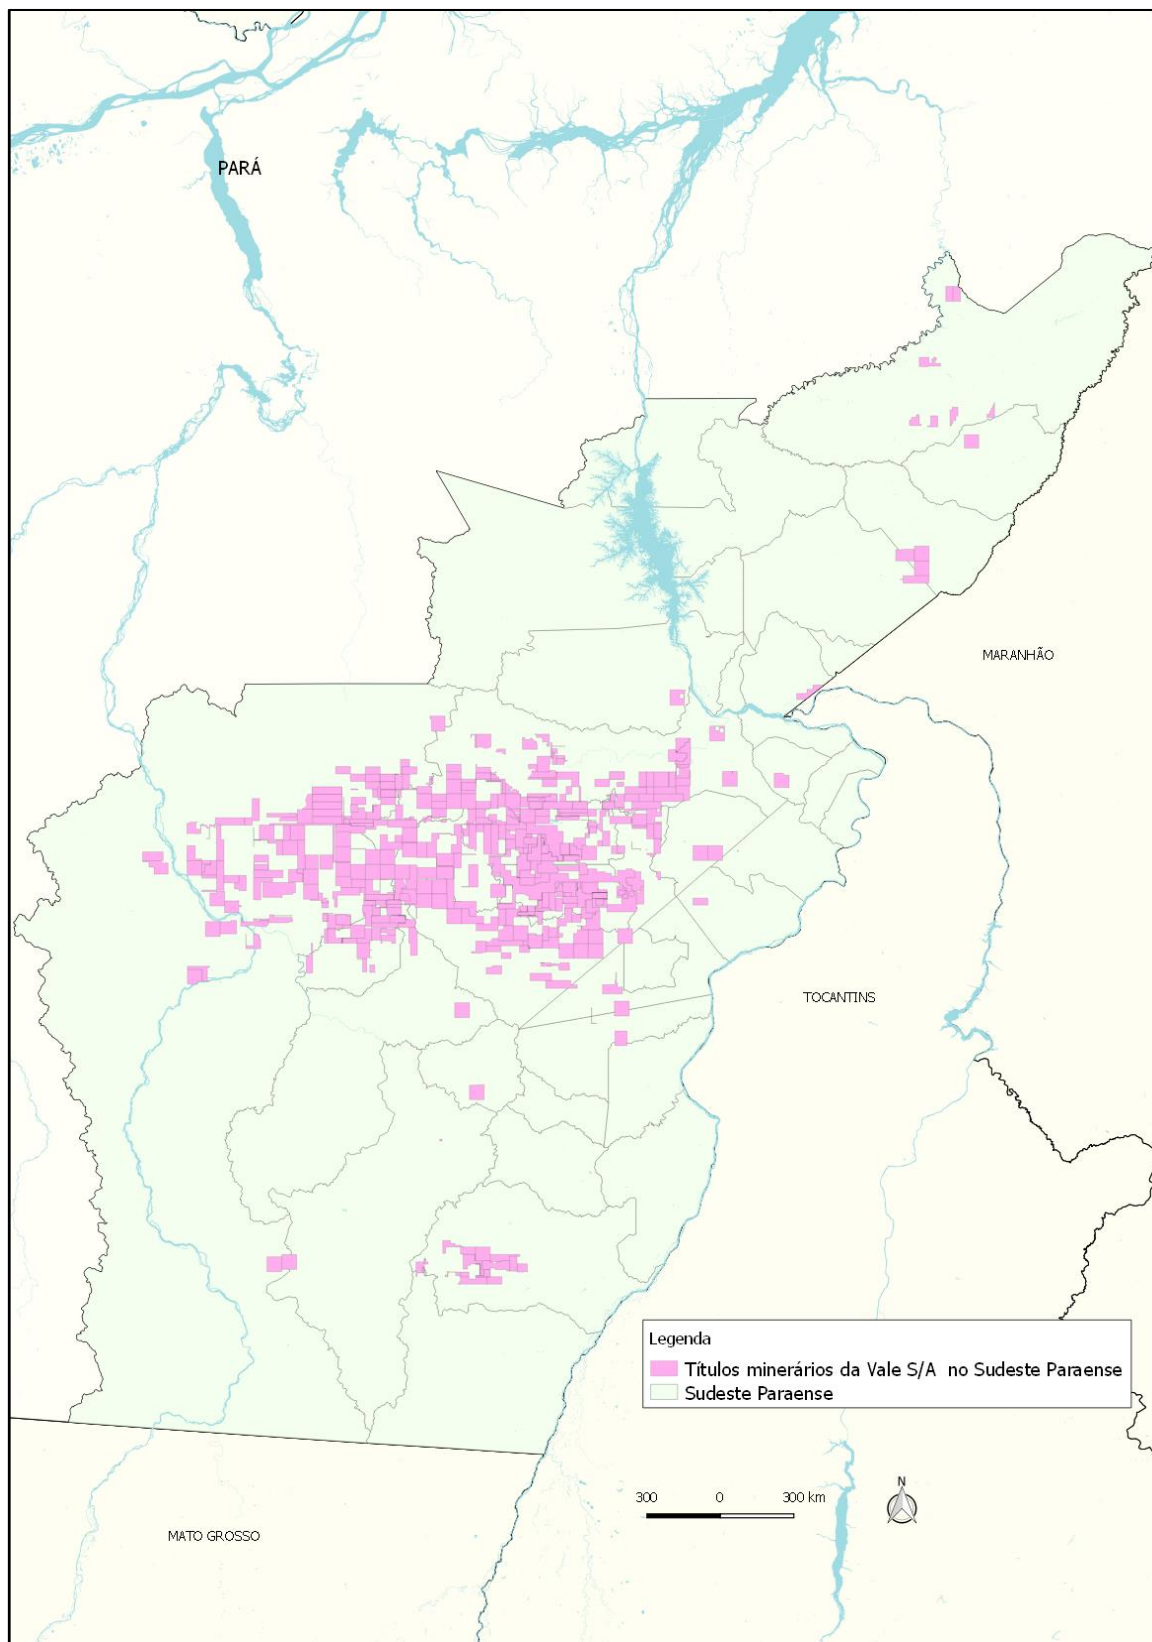 PARÁ
MARANHÃO
TOCANTINS
Legenda
Títulos minerários da Vale S/A no Sudeste Paraense
Sudeste Paraense
300 0 300 km
N
MATO GROSSO